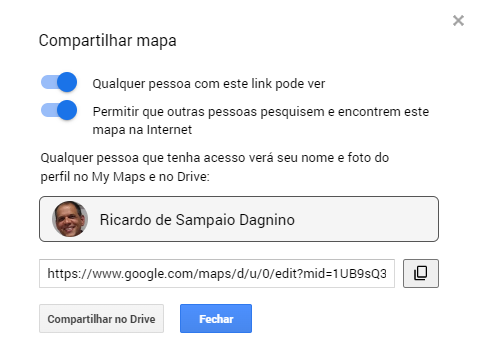 Compartilhar mapa
Qualquer pessoa com este link pode ver
Permitir que outras pessoas pesquisem e encontrem este
mapa na Internet
Qualquer pessoa que tenha acesso verá seu nome e foto do
perfil no My Maps e no Drive:
Ricardo de Sampaio Dagnino
https://www.google.com/maps/d/u/0/edit?mid=1UB9sQ3
Compartilhar no Drive
Fechar